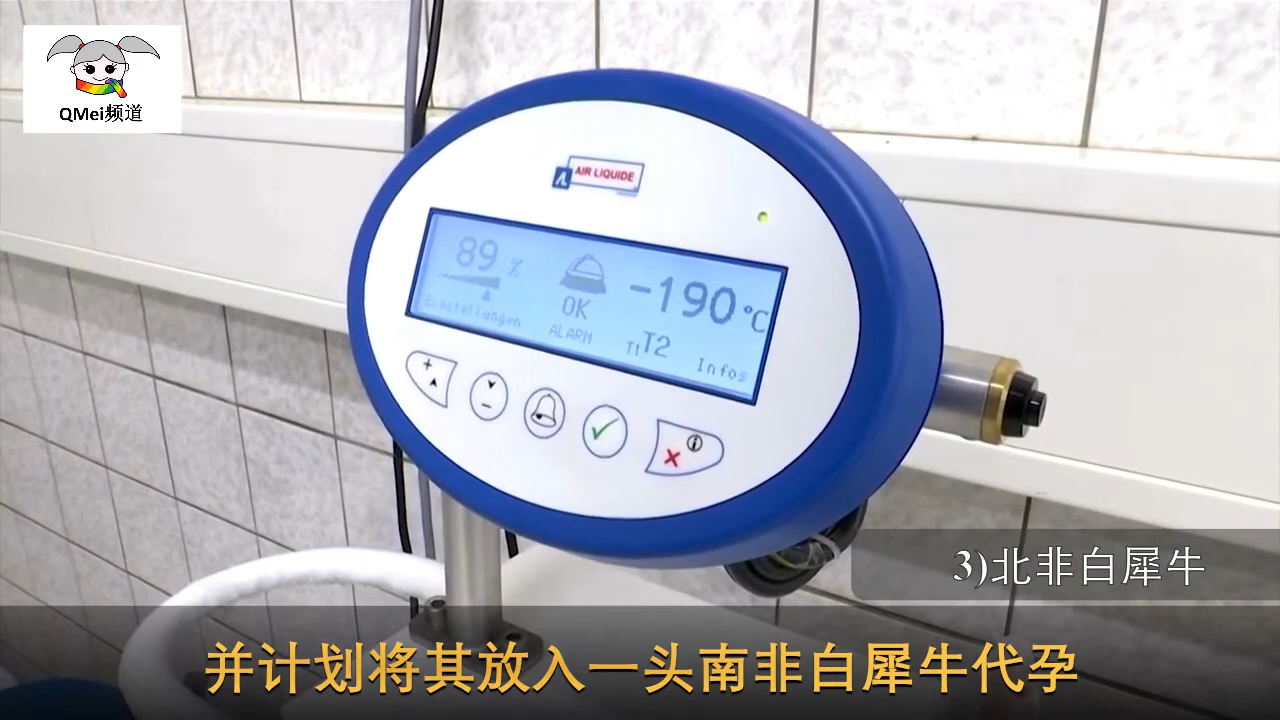 QMei频道
AIR LIQUIDE
89 %
OK
-190 °C
Einstellungen
ALARM
T1 T2
Infos
3)北非白犀牛
并计划将其放入一头南非白犀牛代孕